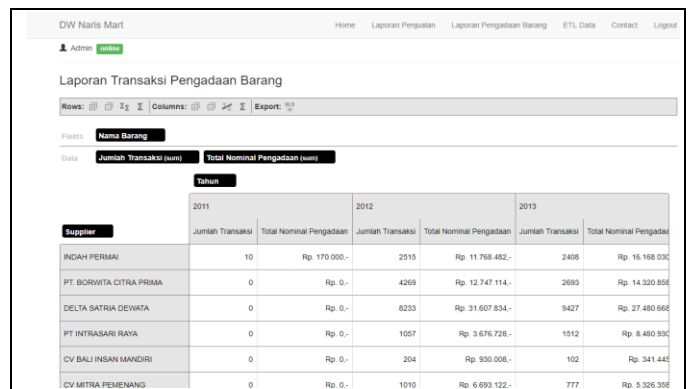 DW Naris Mart Home Laporan Penjualan Laporan Pengadaan Barang ETL Data Contact Logout
Admin online
Laporan Transaksi Pengadaan Barang
Rows: Columns: Export: XLS
Fields Nama Barang
Data Jumlah Transaksi (sum) Total Nominal Pengadaan (sum)
Tahun
2011 2012 2013
Supplier Jumlah Transaksi Total Nominal Pengadaan Jumlah Transaksi Total Nominal Pengadaan Jumlah Transaksi Total Nominal Pengadaa
INDAH PERMAI 10 Rp. 170.000,- 2515 Rp. 11.768.482,- 2408 Rp. 16.168.030
PT. BORWITA CITRA PRIMA 0 Rp. 0,- 4269 Rp. 12.747.114,- 2693 Rp. 14.320.856
DELTA SATRIA DEWATA 0 Rp. 0,- 8233 Rp. 31.607.834,- 9427 Rp. 27.480.666
PT INTRASARI RAYA 0 Rp. 0,- 1057 Rp. 3.676.728,- 1512 Rp. 8.480.930
CV BALI INSAN MANDIRI 0 Rp. 0,- 204 Rp. 930.008,- 102 Rp. 341.445
CV MITRA PEMENANG 0 Rp. 0,- 1010 Rp. 6.693.122,- 777 Rp. 5.326.358